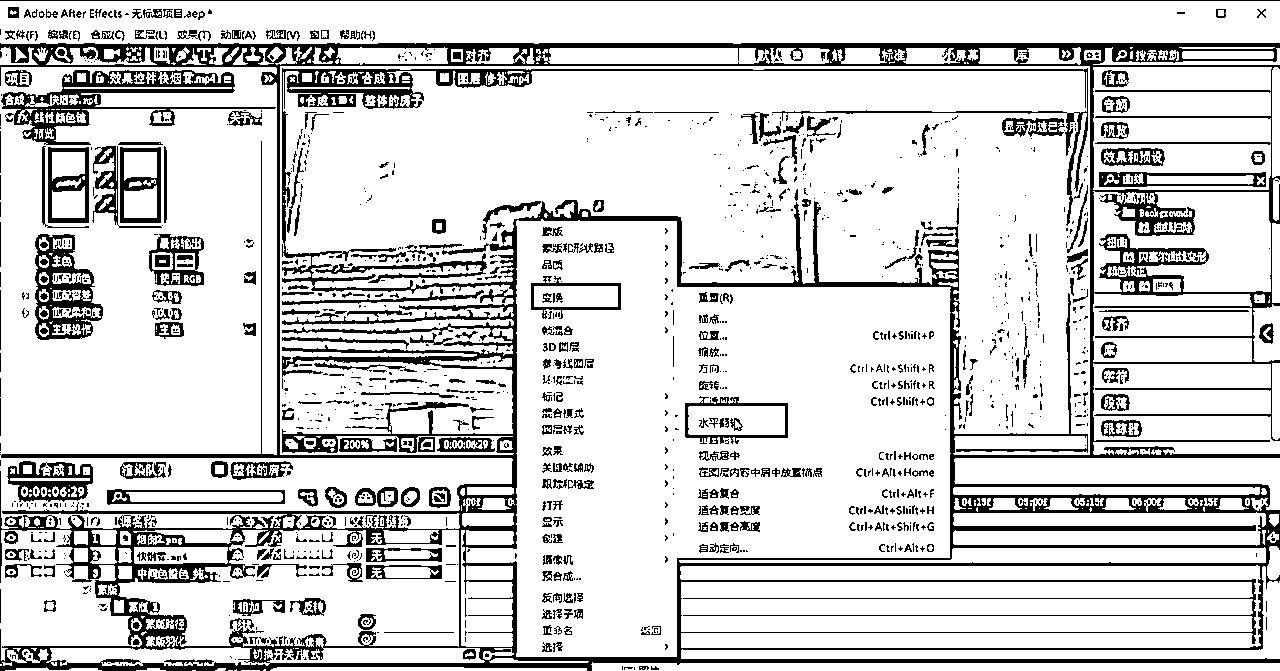 Adobe After Effects - 无标题项目.aep *
文件(F) 编辑(E) 合成(C) 图层(L) 效果(T) 动画(A) 视图(V) 窗口 帮助(H)
对齐
默认 了解 标准 小屏幕 库 搜索帮助
项目 效果控件 快烟雾.mp4
合成 合成 1
图层 修补.mp4
合成 1 整体的房子
合成 1 • 快烟雾.mp4
线性颜色键 重置 关于...
预览
显示加速已禁用
信息
音频
预览
效果和预设
曲线
动画预设
Backgrounds
曲线
贝塞尔曲线变形
颜色校正
曲线
对齐
库
字符
段落
跟踪器
视图 最终输出
主色
匹配颜色 使用 RGB
匹配容差
匹配柔和度
主要操作 主色
200%
0:00:06:29
蒙版
蒙版和形状路径
品质
开关
变换
时间
帧混合
3D 图层
参考线图层
环境图层
标记
混合模式
图层样式
效果
关键帧辅助
跟踪和稳定
打开
显示
创建
摄像机
预合成...
反向选择
选择子项
重命名 返回
选择
重置(R)
锚点...
位置... Ctrl+Shift+P
缩放...
方向... Ctrl+Alt+Shift+R
旋转... Ctrl+Shift+R
不透明度 Ctrl+Shift+O
水平翻转
垂直翻转
视点居中 Ctrl+Home
在图层内容中居中放置锚点 Ctrl+Alt+Home
适合复合 Ctrl+Alt+F
适合复合宽度 Ctrl+Alt+Shift+H
适合复合高度 Ctrl+Alt+Shift+G
自动定向... Ctrl+Alt+O
合成 1 渲染队列 整体的房子
0:00:06:29
04:15f 05:00f 05:15f 06:00f 06:15f
源名称 父级和链接
1 无
2 快烟雾.mp4 无
3 无
蒙版
蒙版 1 相加 反转
蒙版路径 形状...
蒙版羽化
切换开关/模式